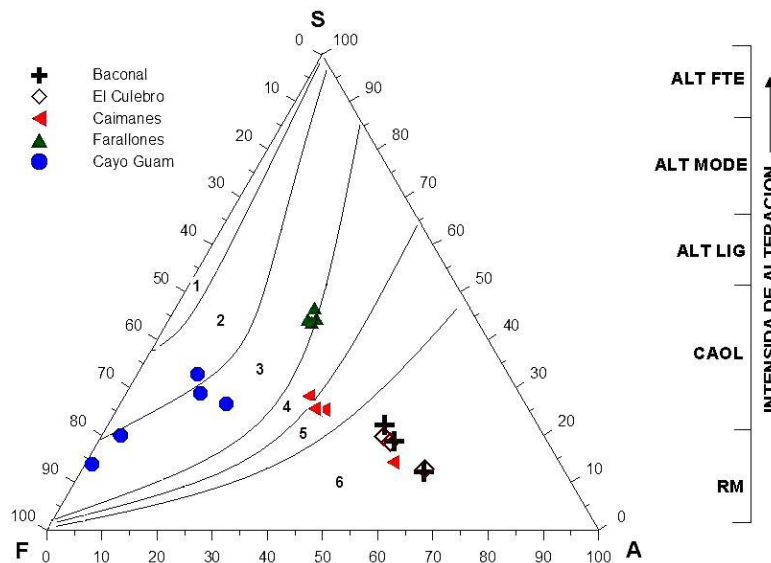 S
0 100
10 90
20 80
30 70
40 60
50 50
60 40
70 30
80 20
90 10
100 0
F A
0 10 20 30 40 50 60 70 80 90 100
Baconal
El Culebro
Caimanes
Farallones
Cayo Guam
1
2
3
4
5
6
ALT FTE
ALT MODE
ALT LIG
CAOL
RM
INTENSIDA DE ALTERACION